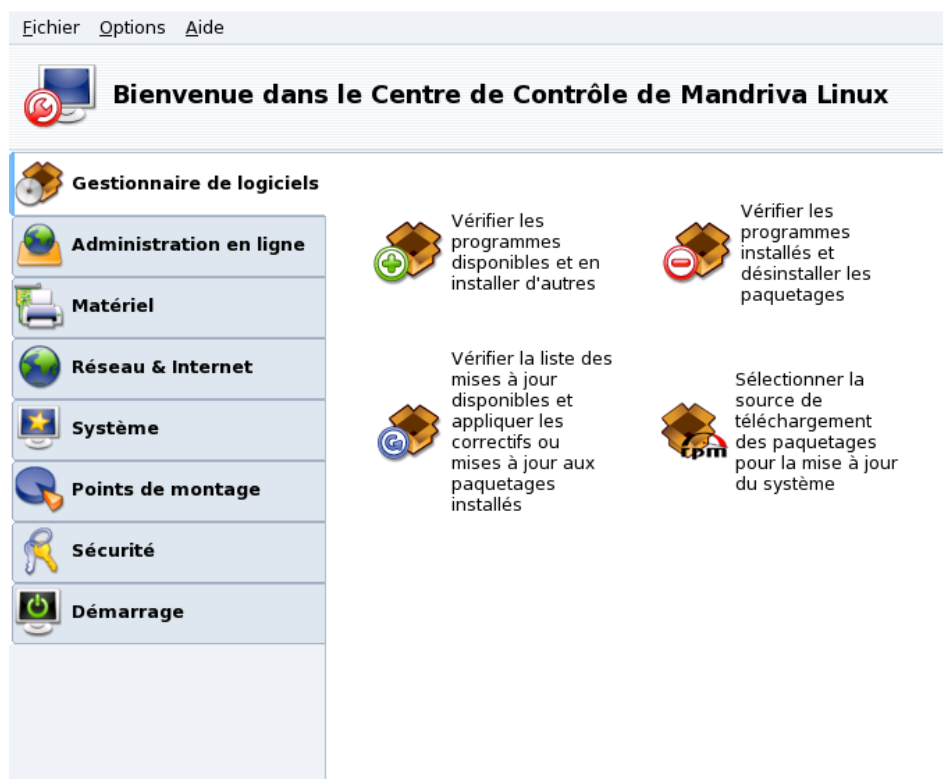 Fichier Options Aide
Bienvenue dans le Centre de Contrôle de Mandriva Linux
Gestionnaire de logiciels
Administration en ligne
Matériel
Réseau & Internet
Système
Points de montage
Sécurité
Démarrage
Vérifier les
programmes
disponibles et en
installer d'autres
Vérifier les
programmes
installés et
désinstaller les
paquetages
Vérifier la liste des
mises à jour
disponibles et
appliquer les
correctifs ou
mises à jour aux
paquetages
installés
rpm
Sélectionner la
source de
téléchargement
des paquetages
pour la mise à jour
du système